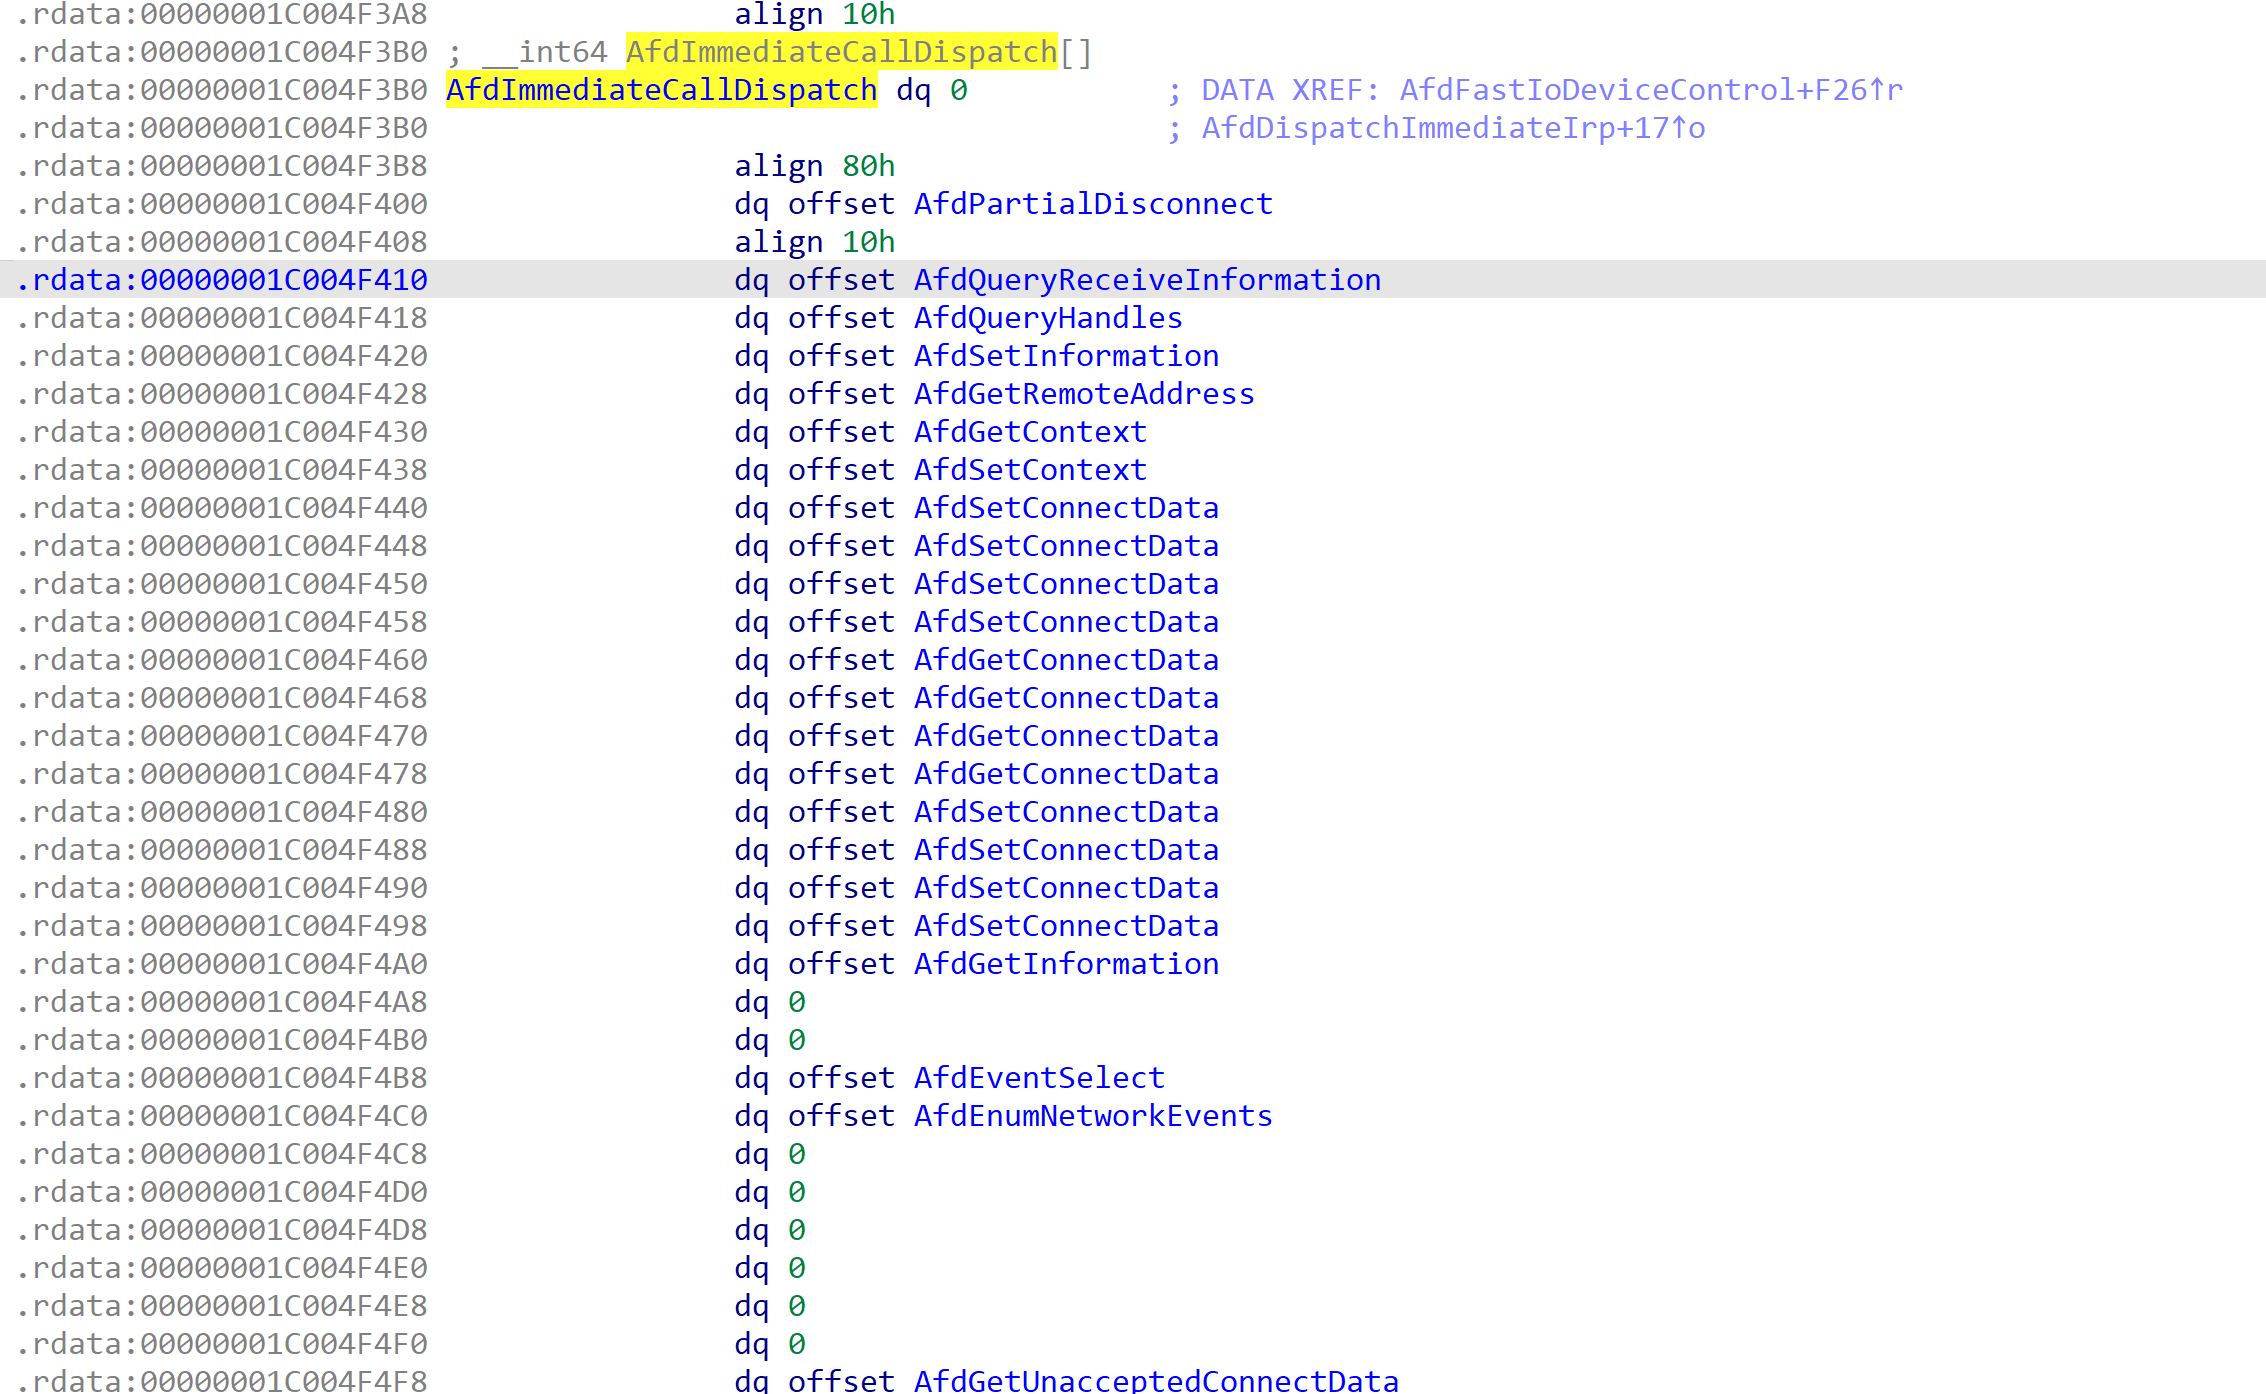 .rdata:00000001C004F3A8 align 10h
.rdata:00000001C004F3B0 ; __int64 AfdImmediateCallDispatch[]
.rdata:00000001C004F3B0 AfdImmediateCallDispatch dq 0 ; DATA XREF: AfdFastIoDeviceControl+F26↑r
.rdata:00000001C004F3B0 ; AfdDispatchImmediateIrp+17↑o
.rdata:00000001C004F3B8 align 80h
.rdata:00000001C004F400 dq offset AfdPartialDisconnect
.rdata:00000001C004F408 align 10h
.rdata:00000001C004F410 dq offset AfdQueryReceiveInformation
.rdata:00000001C004F418 dq offset AfdQueryHandles
.rdata:00000001C004F420 dq offset AfdSetInformation
.rdata:00000001C004F428 dq offset AfdGetRemoteAddress
.rdata:00000001C004F430 dq offset AfdGetContext
.rdata:00000001C004F438 dq offset AfdSetContext
.rdata:00000001C004F440 dq offset AfdSetConnectData
.rdata:00000001C004F448 dq offset AfdSetConnectData
.rdata:00000001C004F450 dq offset AfdSetConnectData
.rdata:00000001C004F458 dq offset AfdSetConnectData
.rdata:00000001C004F460 dq offset AfdGetConnectData
.rdata:00000001C004F468 dq offset AfdGetConnectData
.rdata:00000001C004F470 dq offset AfdGetConnectData
.rdata:00000001C004F478 dq offset AfdGetConnectData
.rdata:00000001C004F480 dq offset AfdSetConnectData
.rdata:00000001C004F488 dq offset AfdSetConnectData
.rdata:00000001C004F490 dq offset AfdSetConnectData
.rdata:00000001C004F498 dq offset AfdSetConnectData
.rdata:00000001C004F4A0 dq offset AfdGetInformation
.rdata:00000001C004F4A8 dq 0
.rdata:00000001C004F4B0 dq 0
.rdata:00000001C004F4B8 dq offset AfdEventSelect
.rdata:00000001C004F4C0 dq offset AfdEnumNetworkEvents
.rdata:00000001C004F4C8 dq 0
.rdata:00000001C004F4D0 dq 0
.rdata:00000001C004F4D8 dq 0
.rdata:00000001C004F4E0 dq 0
.rdata:00000001C004F4E8 dq 0
.rdata:00000001C004F4F0 dq 0
.rdata:00000001C004F4F8 dq offset AfdGetUnacceptedConnectData